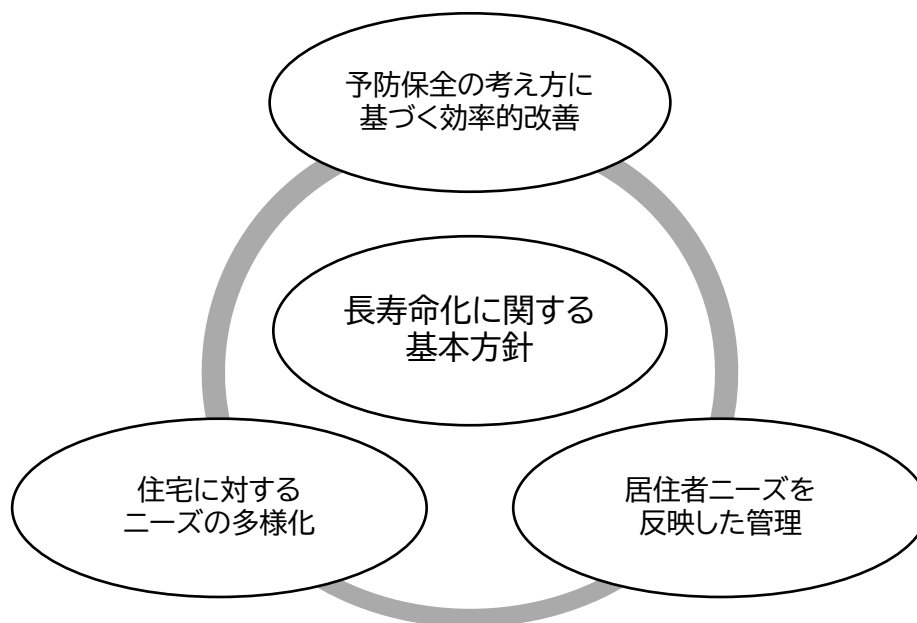 予防保全の考え方に
基づく効率的改善
長寿命化に関する
基本方針
住宅に対する
ニーズの多様化
居住者ニーズを
反映した管理